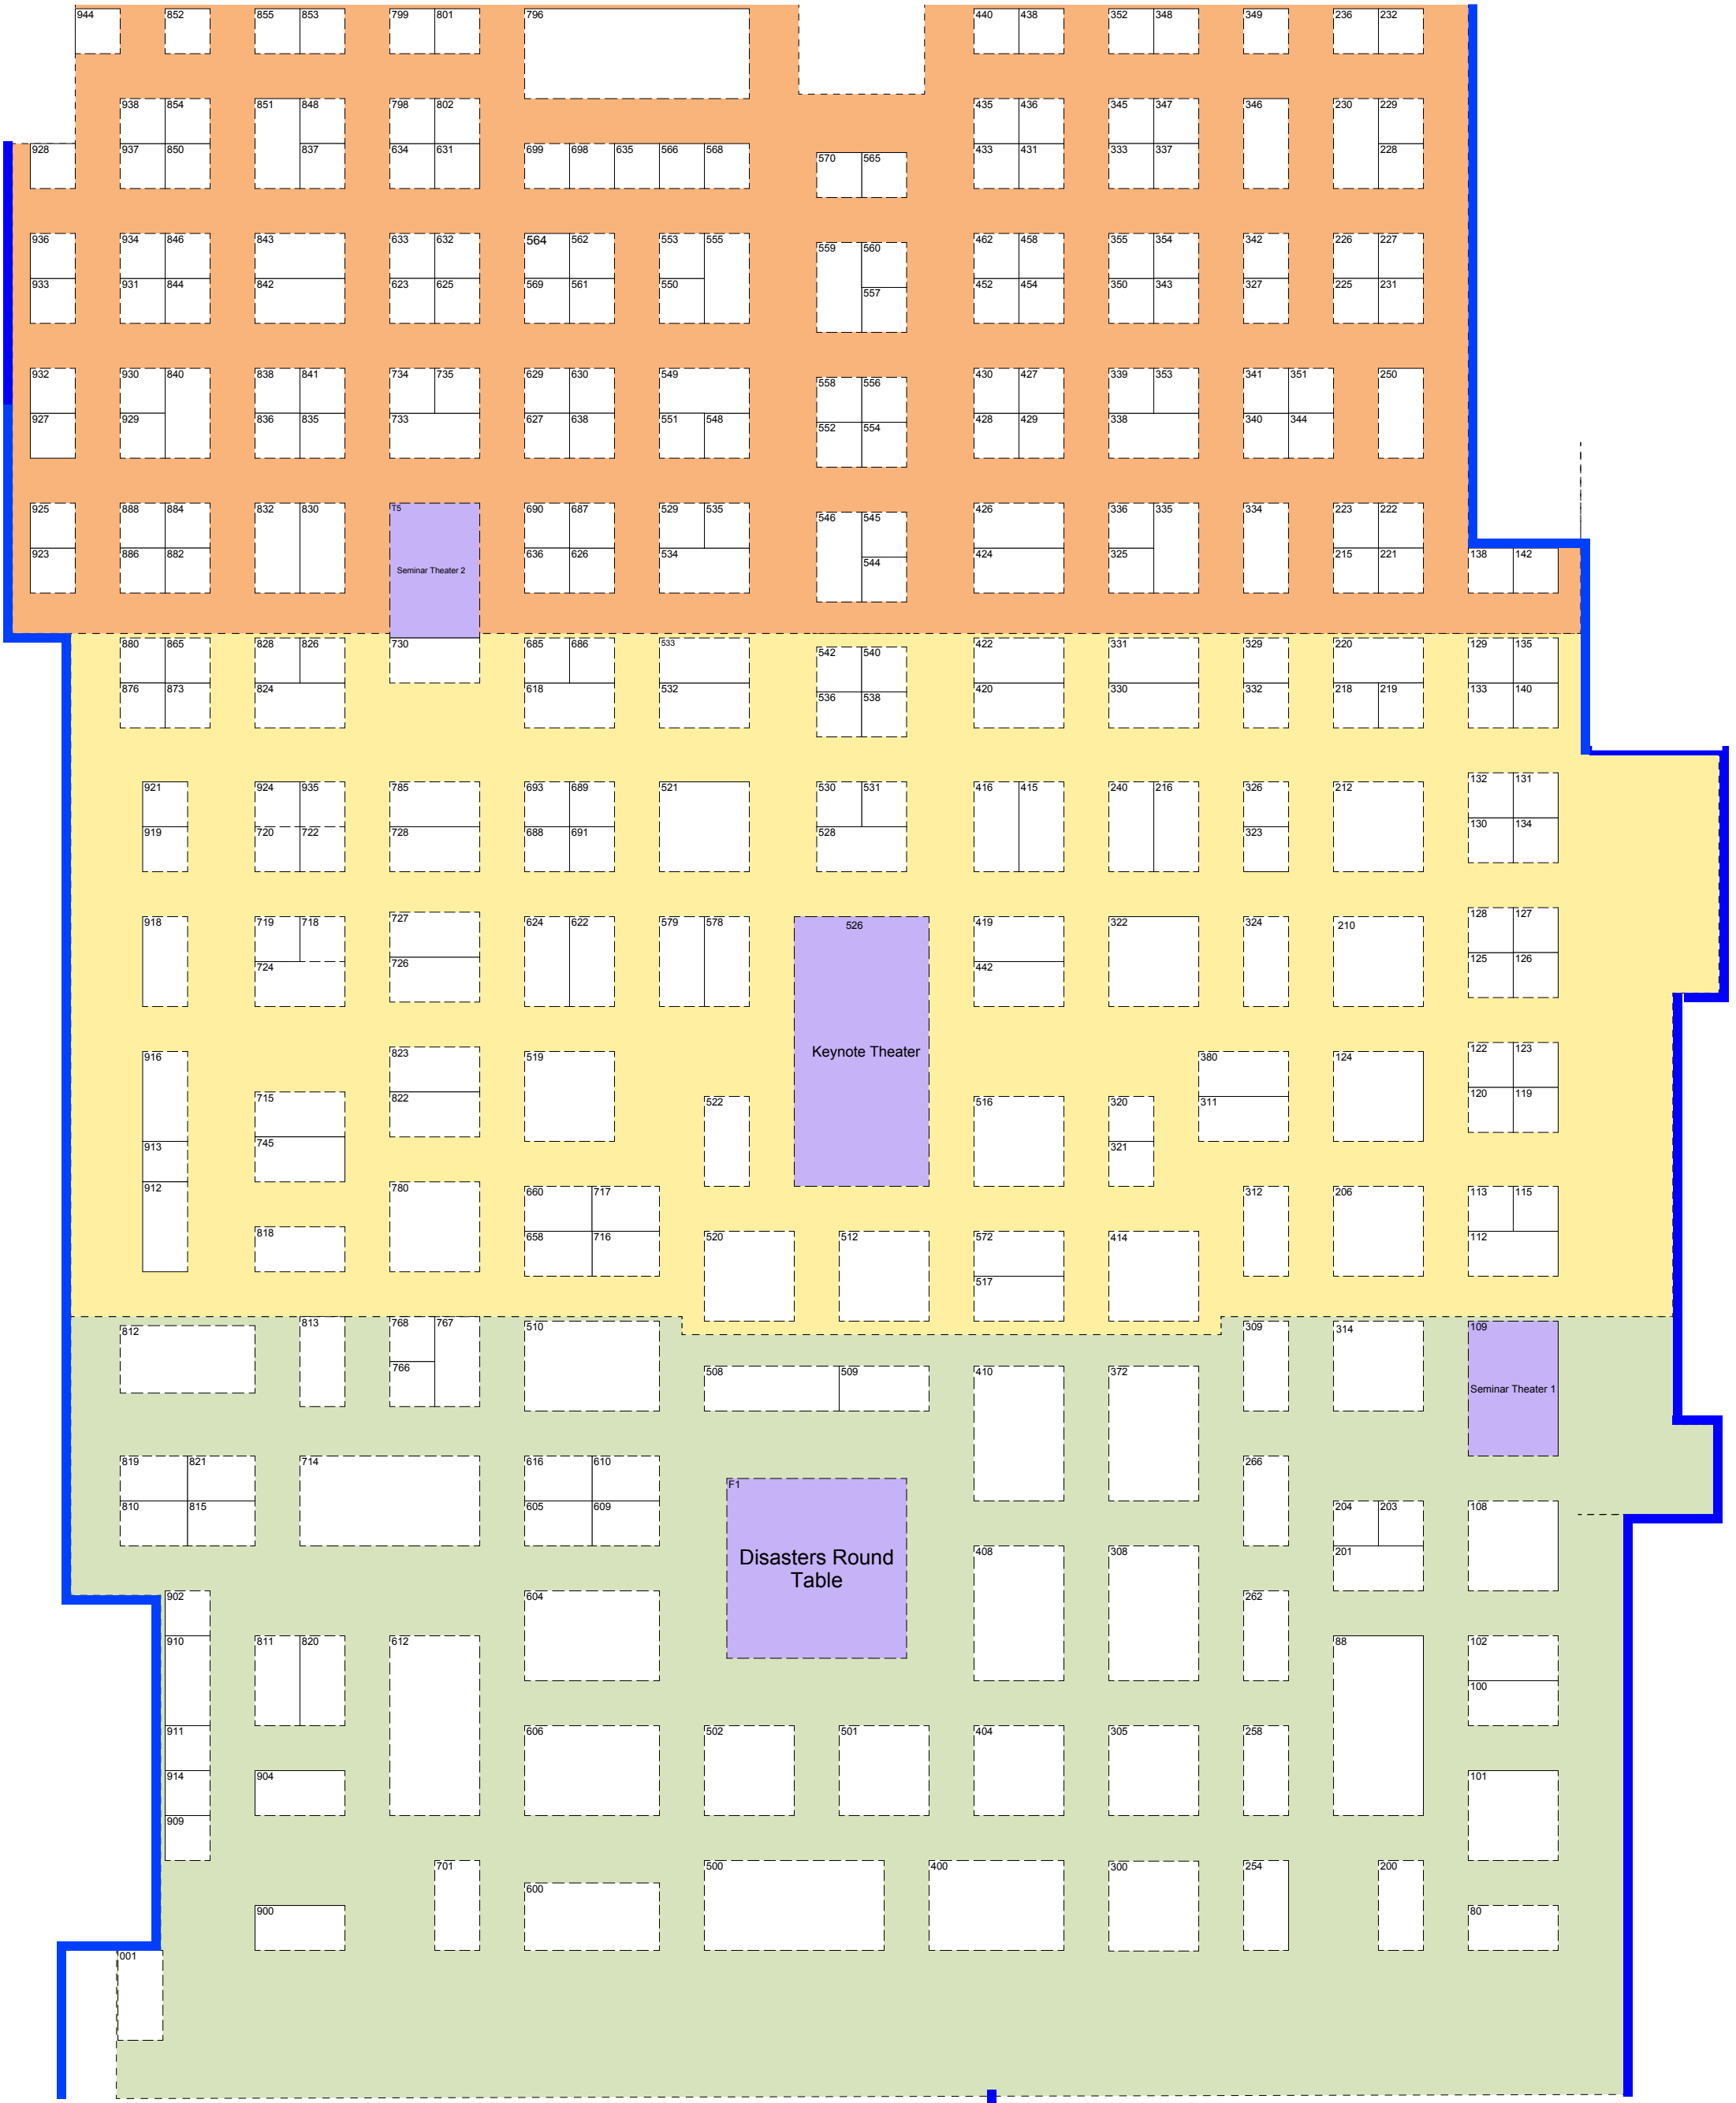 944 852 855 853 799 801 796 440 438 352 348 349 236 232
938 854 851 848 798 802 435 436 345 347 346 230 229
928 937 850 837 634 631 699 698 635 566 568 570 565 433 431 333 337 228
936 934 846 843 633 632 564 562 553 555 559 560 462 458 355 354 342 226 227
933 931 844 842 623 625 569 561 550 557 452 454 350 343 327 225 231
932 930 840 838 841 734 735 629 630 549 558 556 430 427 339 353 341 351 250
927 929 836 835 733 627 638 551 548 552 554 428 429 338 340 344
925 888 884 832 830 T5 690 687 529 535 546 545 426 336 335 334 223 222
923 886 882 636 626 534 544 424 325 215 221 138 142
Seminar Theater 2
880 865 828 826 730 685 686 533 542 540 422 331 329 220 129 135
876 873 824 618 532 536 538 420 330 332 218 219 133 140
921 924 935 785 693 689 521 530 531 416 415 240 216 326 212 132 131
919 720 722 728 688 691 528 323 130 134
918 719 718 727 624 622 579 578 526 419 322 324 210 128 127
724 726 442 125 126
916 823 519 Keynote Theater 380 124 122 123
715 822 522 516 320 311 120 119
913 745 321
912 780 660 717 312 206 113 115
818 658 716 520 512 572 414 112
517
812 813 768 767 510 309 314 109
766 508 509 410 372 Seminar Theater 1
819 821 714 616 610 F1 266
810 815 605 609 204 203 108
Disasters Round
Table
408 308 201
902 604 262
910 811 820 612 88 102
100
911 606 502 501 404 305 258
914 904 101
909
701 600 500 400 300 254 200
900 80
001